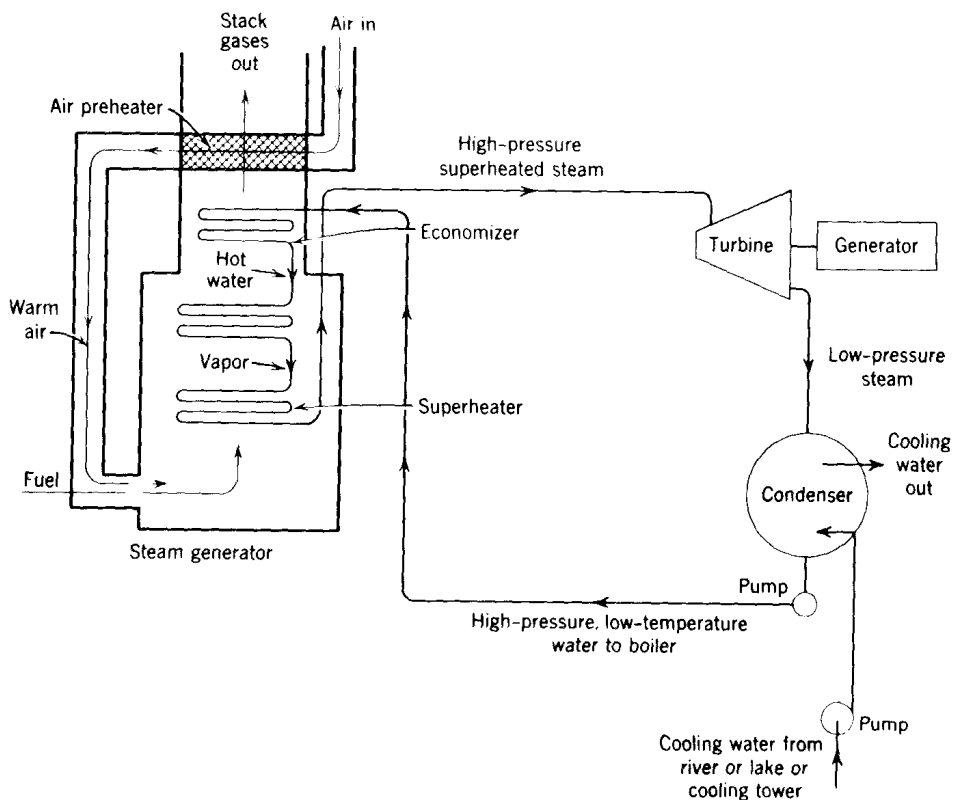 Stack
gases
out
Air in
Air preheater
High-pressure
superheated steam
Economizer
Turbine
Generator
Hot
water
Warm
air
Vapor
Low-pressure
steam
Superheater
Cooling
water
out
Fuel
Condenser
Steam generator
Pump
High-pressure, low-temperature
water to boiler
Pump
Cooling water from
river or lake or
cooling tower